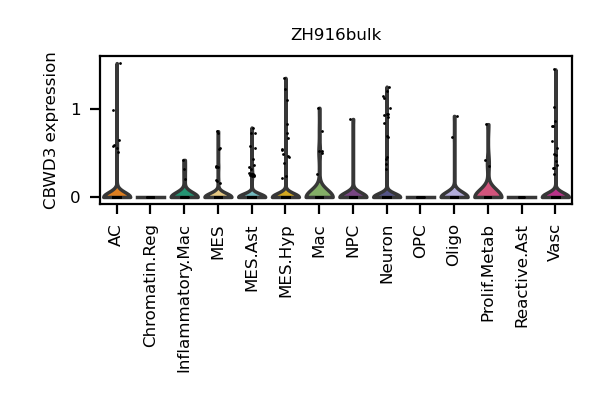 ZH916bulk
CBWD3 expression
1
0
AC
Chromatin.Reg
Inflammatory.Mac
MES
MES.Ast
MES.Hyp
Mac
NPC
Neuron
OPC
Oligo
Prolif.Metab
Reactive.Ast
Vasc